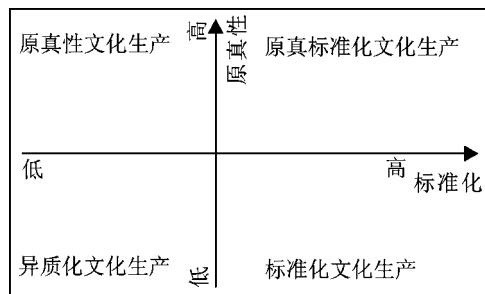 原真性文化生产
高
原真性
原真标准化文化生产
低
高
标准化
异质化文化生产
低
标准化文化生产